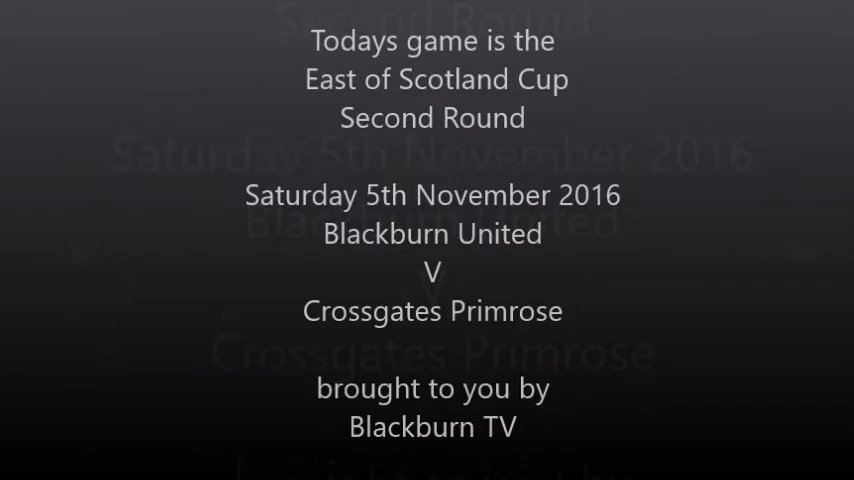 Todays game is the
East of Scotland Cup
Second Round
Saturday 5th November 2016
Blackburn United
V
Crossgates Primrose
brought to you by
Blackburn TV